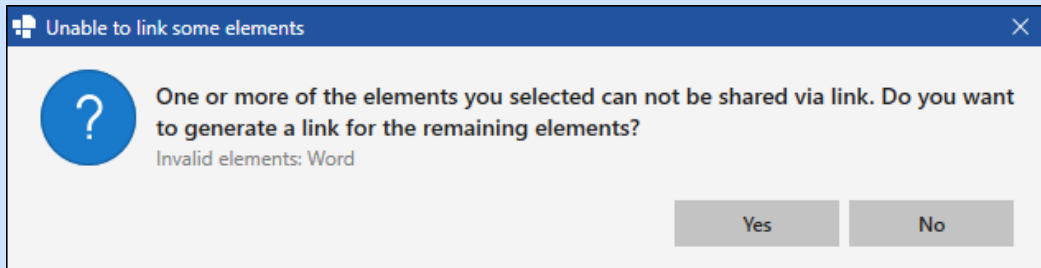 Unable to link some elements
?
One or more of the elements you selected can not be shared via link. Do you want
to generate a link for the remaining elements?
Invalid elements: Word
Yes
No